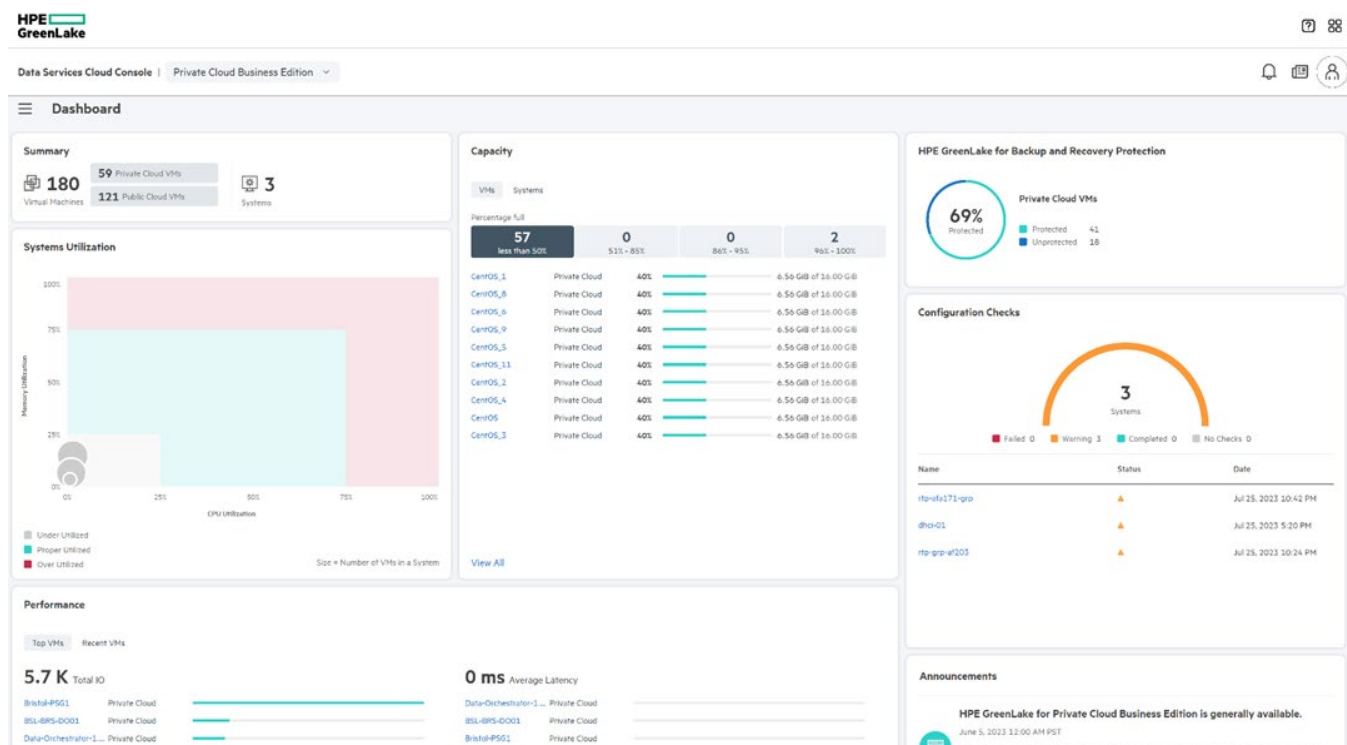 HPE
GreenLake
Data Services Cloud Console | Private Cloud Business Edition
Dashboard
Summary
180
Virtual Machines
59 Private Cloud VMs
121 Public Cloud VMs
3
Systems
Systems Utilization
100%
75%
50%
25%
0%
Memory Utilization
0% 25% 50% 75% 100%
CPU Utilization
Under Utilized
Proper Utilized
Over Utilized
Size = Number of VMs in a System
Capacity
VMs Systems
Percentage full
57 0 0 2
less than 50% 51% - 85% 86% - 95% 96% - 100%
CentOS_1 Private Cloud 40% 6.56 GiB of 16.00 GiB
CentOS_8 Private Cloud 40% 6.56 GiB of 16.00 GiB
CentOS_6 Private Cloud 40% 6.56 GiB of 16.00 GiB
CentOS_9 Private Cloud 40% 6.56 GiB of 16.00 GiB
CentOS_5 Private Cloud 40% 6.56 GiB of 16.00 GiB
CentOS_11 Private Cloud 40% 6.56 GiB of 16.00 GiB
CentOS_2 Private Cloud 40% 6.56 GiB of 16.00 GiB
CentOS_4 Private Cloud 40% 6.56 GiB of 16.00 GiB
CentOS Private Cloud 40% 6.56 GiB of 16.00 GiB
CentOS_3 Private Cloud 40% 6.56 GiB of 16.00 GiB
View All
HPE GreenLake for Backup and Recovery Protection
69%
Protected
Private Cloud VMs
Protected 41
Unprotected 18
Configuration Checks
3
Systems
Failed 0 Warning 3 Completed 0 No Checks 0
Name Status Date
rtp-afa171-grp Jul 25, 2023 10:42 PM
dhci-01 Jul 25, 2023 5:20 PM
rtp-grp-af203 Jul 25, 2023 10:24 PM
Performance
Top VMs Recent VMs
5.7 K Total IO
Bristol-PSG1 Private Cloud
BSL-BRS-DO01 Private Cloud
Data-Orchestrator-1... Private Cloud
0 ms Average Latency
Data-Orchestrator-1... Private Cloud
BSL-BRS-DO01 Private Cloud
Bristol-PSG1 Private Cloud
Announcements
HPE GreenLake for Private Cloud Business Edition is generally available.
June 5, 2023 12:00 AM PST